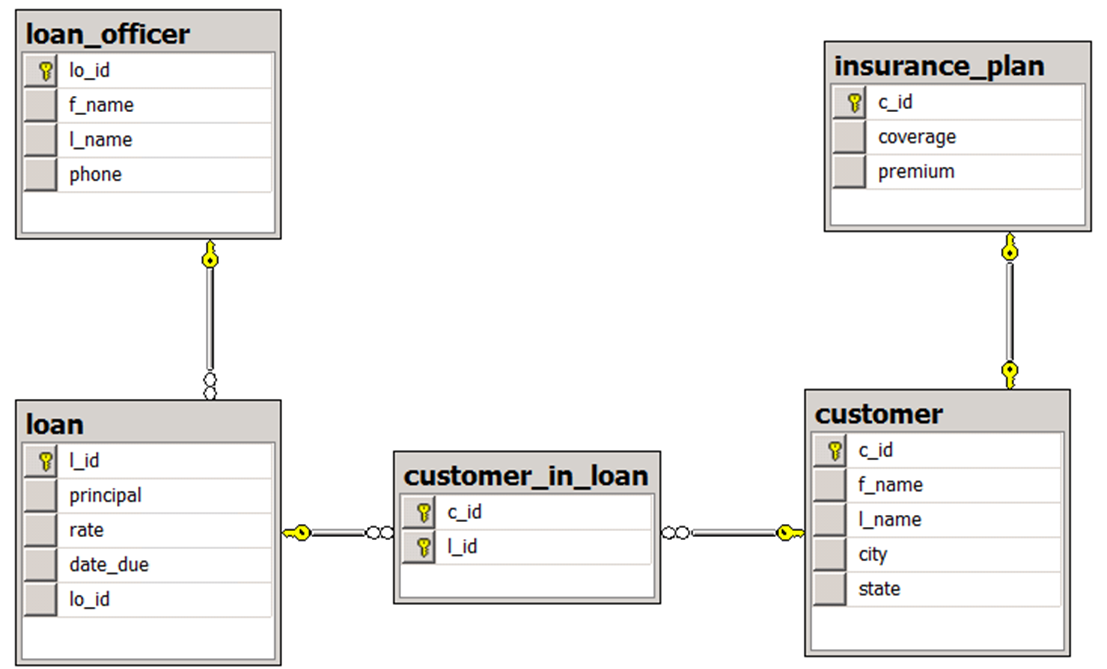 loan_officer
lo_id
f_name
l_name
phone
insurance_plan
c_id
coverage
premium
loan
l_id
principal
rate
date_due
lo_id
customer_in_loan
c_id
l_id
customer
c_id
f_name
l_name
city
state